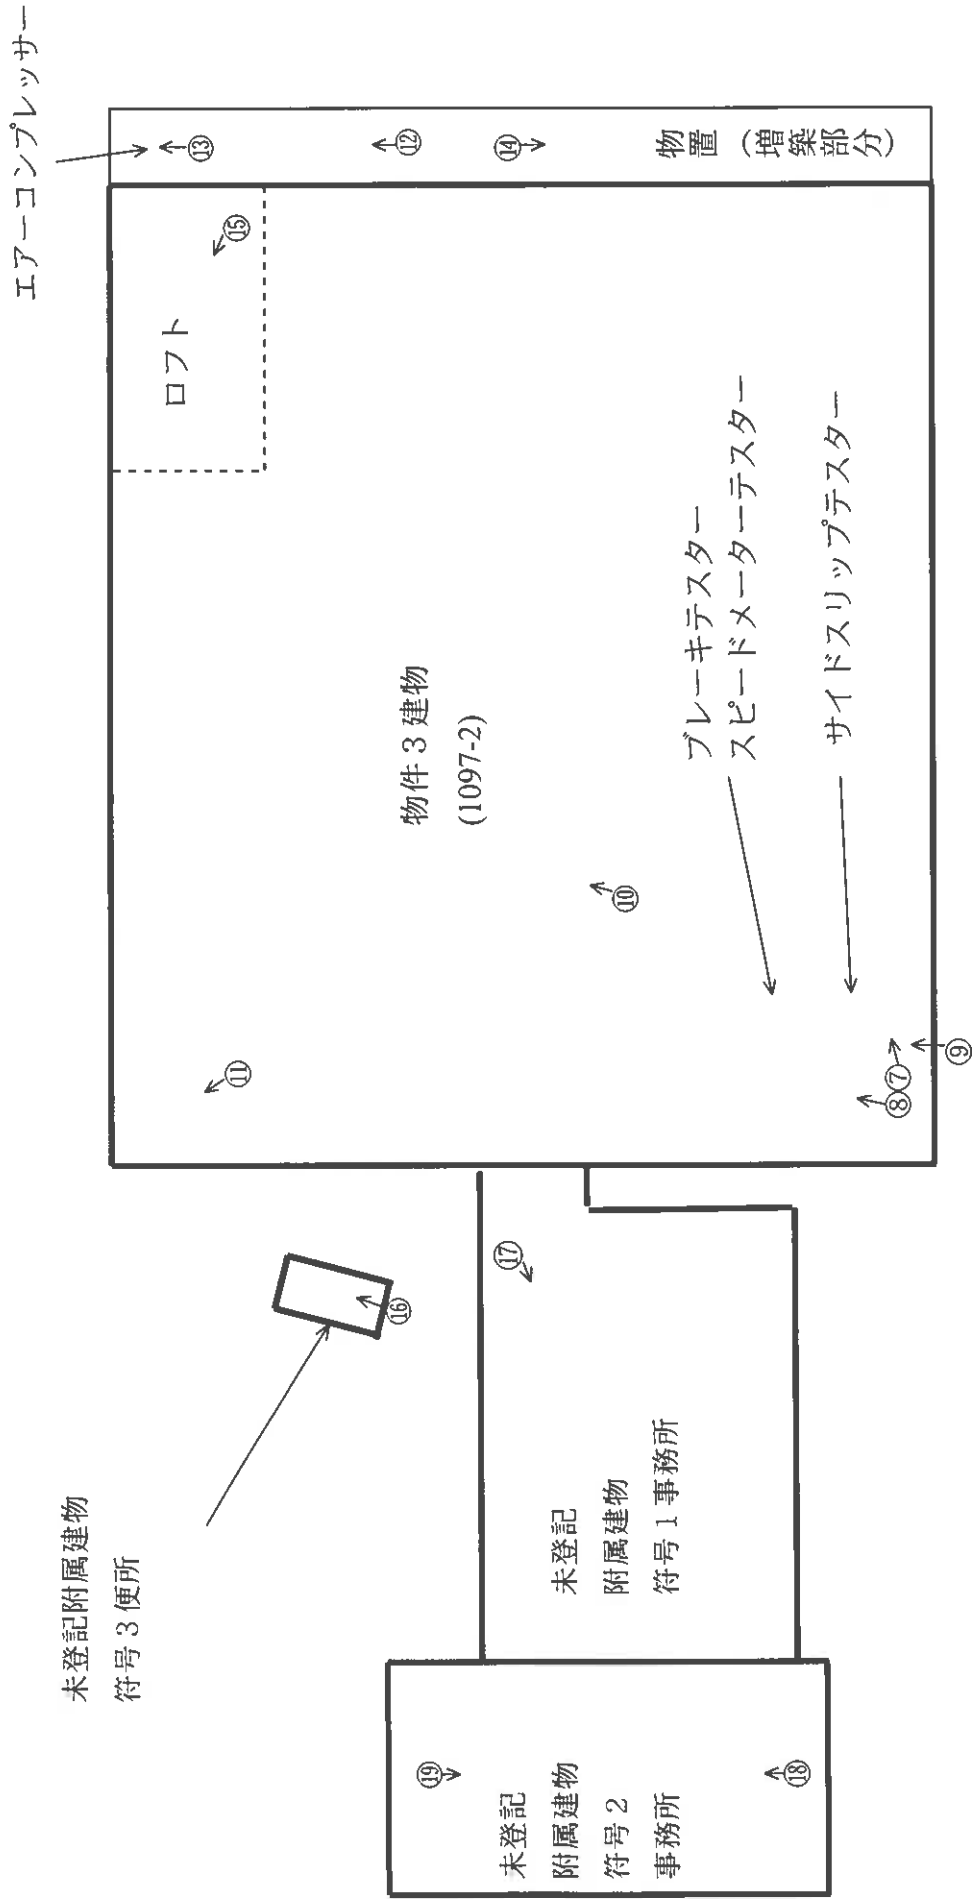 未登記附属建物
符号3便所
エアーコンプレッサー
⑬
⑫
⑭
物置(増築部分)
ロフト
⑮
⑪
⑯
物件3建物
(1097-2)
⑩
ブレーキテスター
スピードメーターテスター
サイドスリップテスター
⑧⑦
⑨
⑰
未登記
附属建物
符号1事務所
⑲
未登記
附属建物
符号2
事務所
⑱